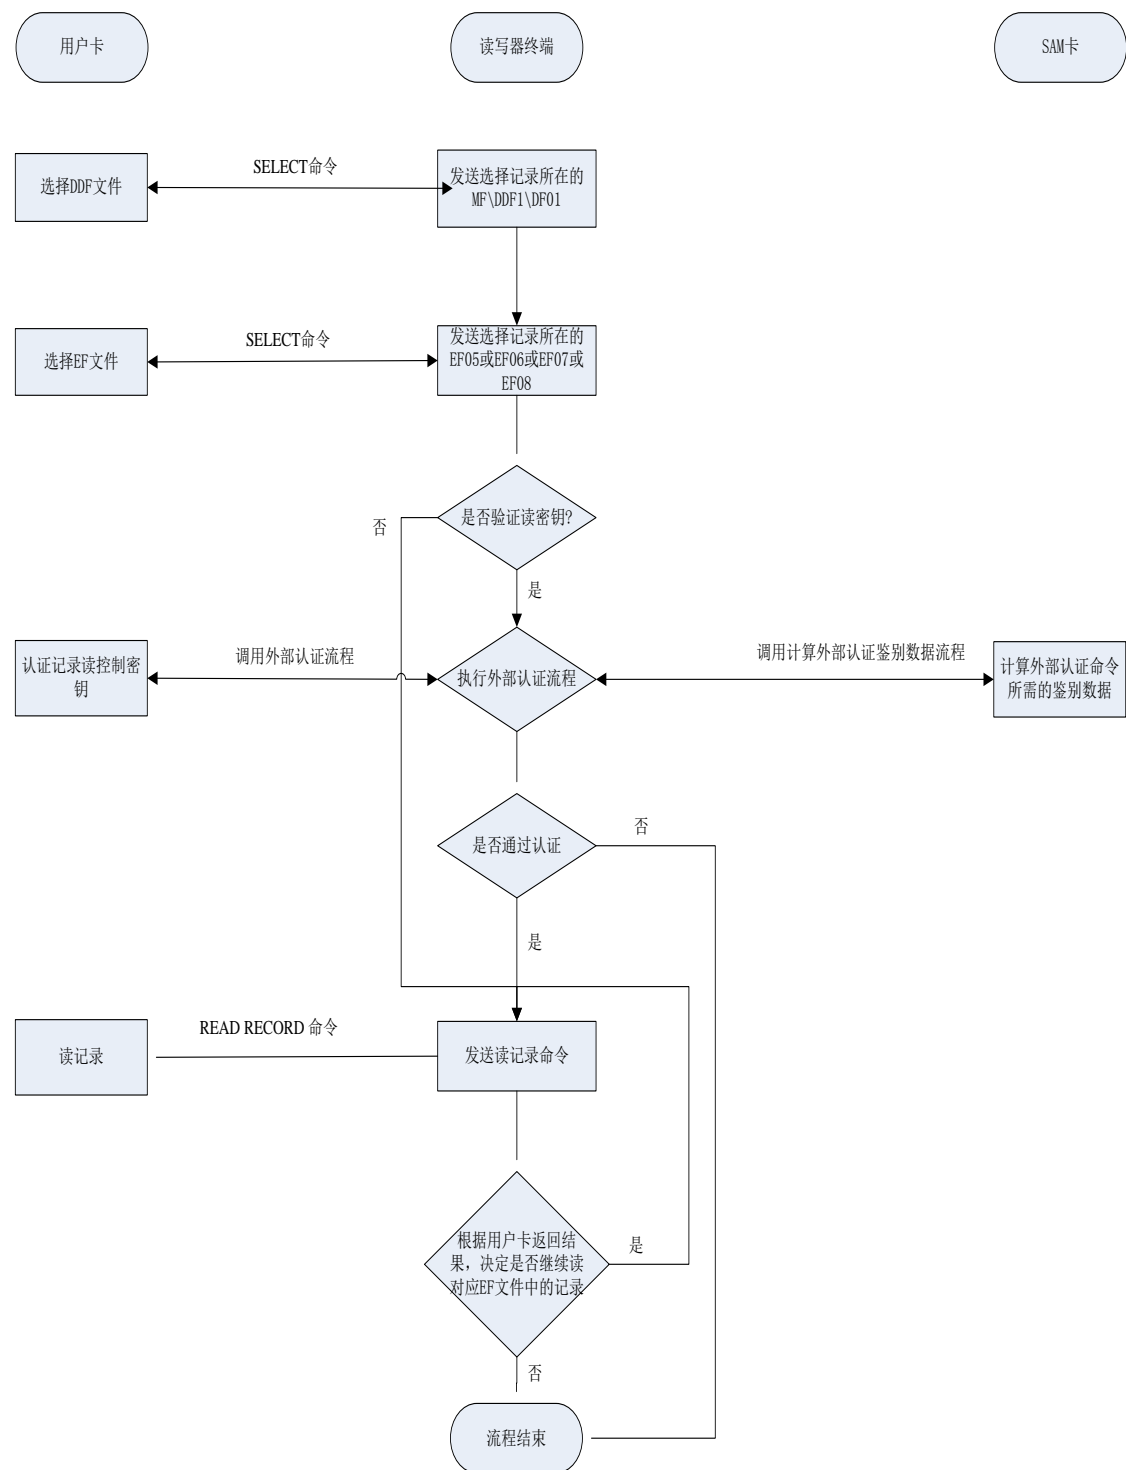 用户卡
读写器终端
SAM卡
SELECT命令
选择DDF文件
发送选择记录所在的
MF\DDF1\DF01
SELECT命令
选择EF文件
发送选择记录所在的
EF05或EF06或EF07或
EF08
是否验证读密钥?
否
是
调用外部认证流程
调用计算外部认证鉴别数据流程
认证记录读控制密
钥
执行外部认证流程
计算外部认证命令
所需的鉴别数据
否
是否通过认证
是
READ RECORD 命令
读记录
发送读记录命令
根据用户卡返回结
果，决定是否继续读
对应EF文件中的记录
是
否
流程结束